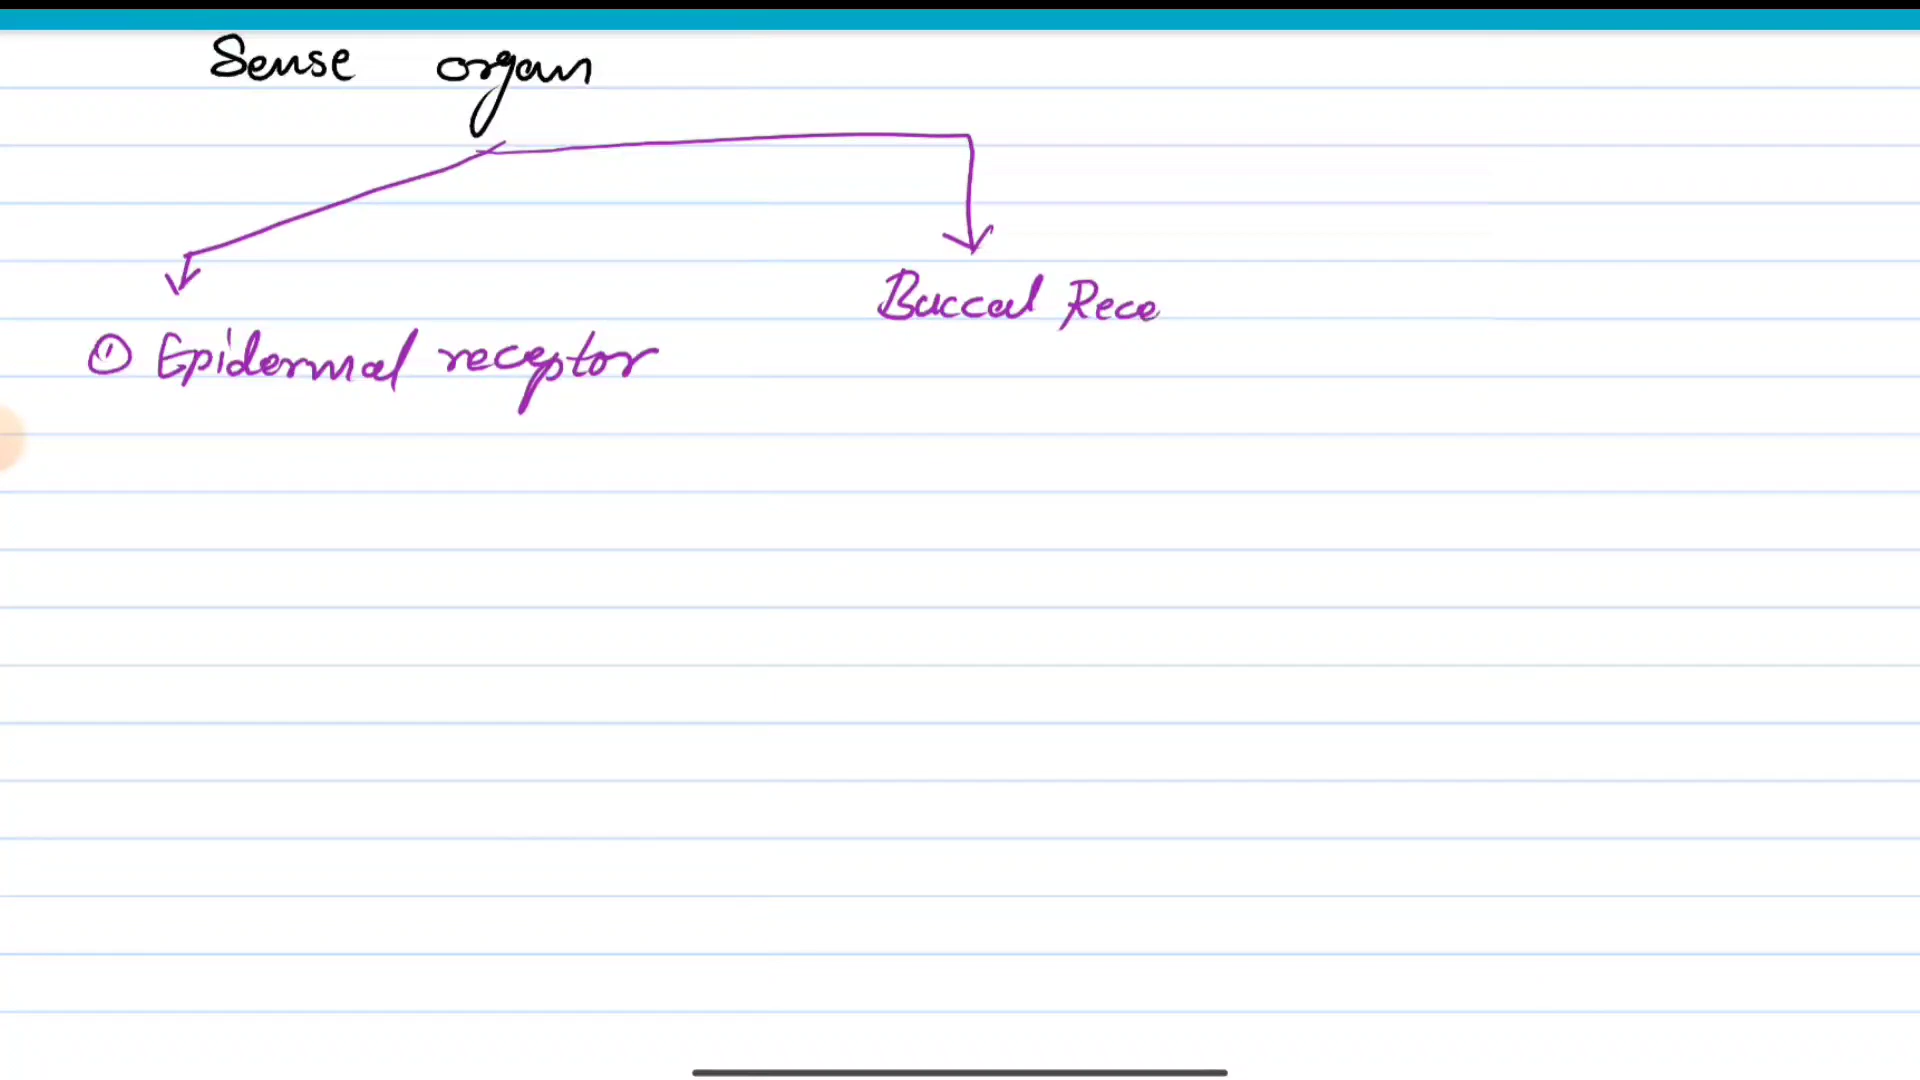 Sense organ
Buccal Rece
① Epidermal receptor